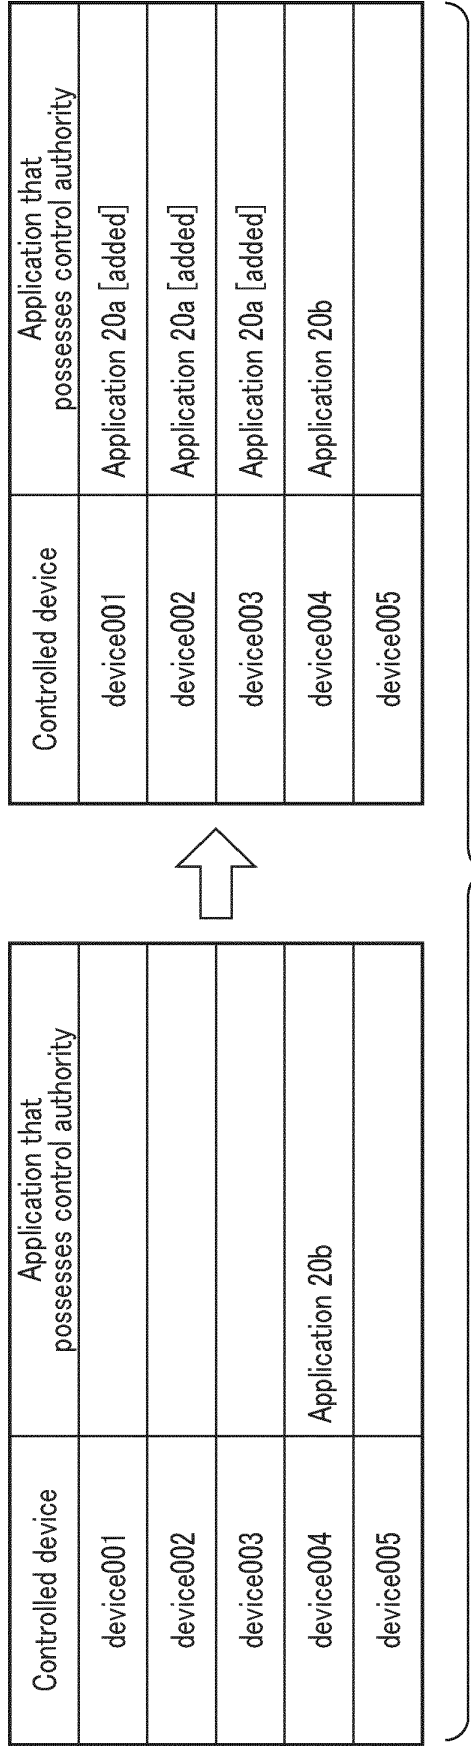 Controlled device
Application that
possesses control authority
device001
device002
device003
device004
Application 20b
device005
Controlled device
Application that
possesses control authority
device001
Application 20a [added]
device002
Application 20a [added]
device003
Application 20a [added]
device004
Application 20b
device005